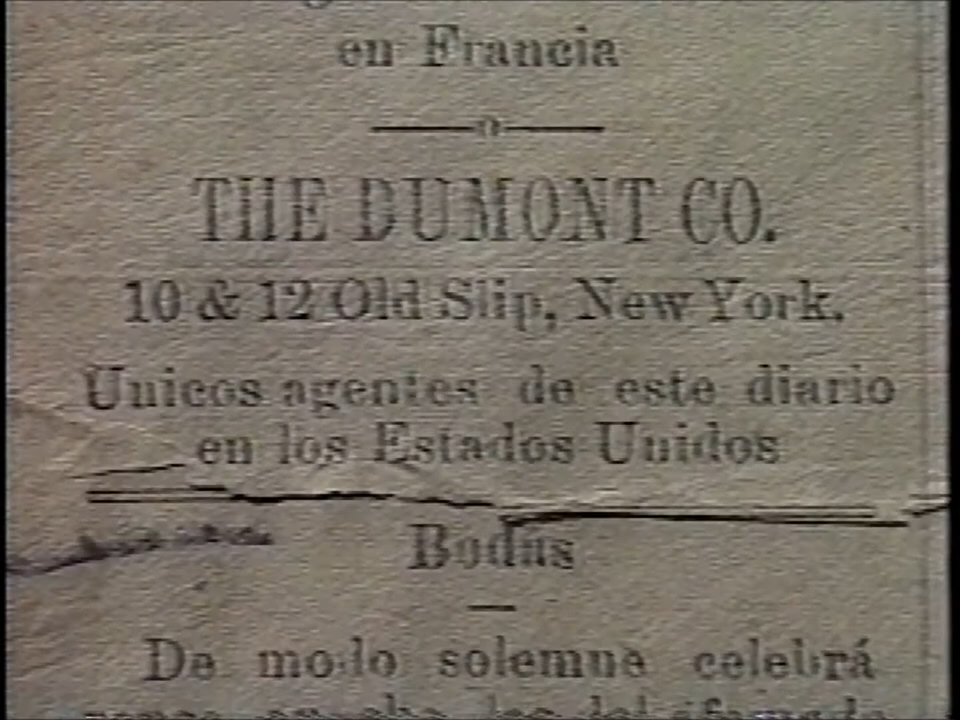 en Francia
THE DUMONT CO.
10 & 12 Old Slip, New York.
Unicos agentes de este diario
en los Estados Unidos
Bodas
De modo solemne celebrá